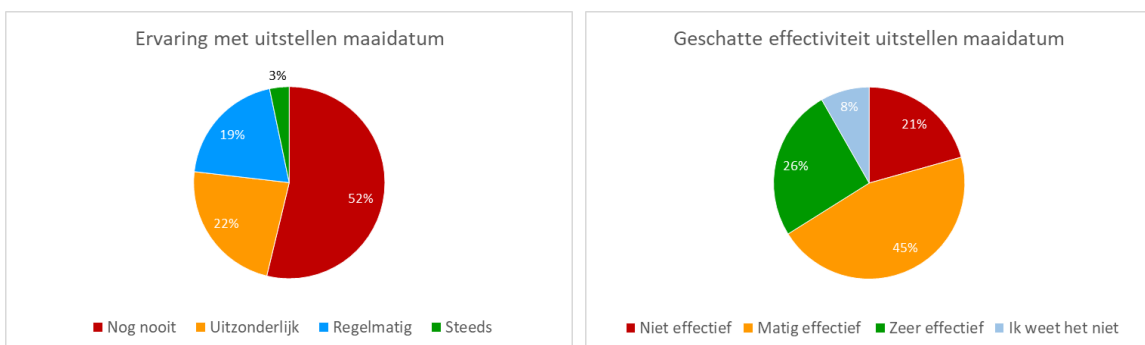 Ervaring met uitstellen maaidatum
3%
19%
52%
22%
Nog nooit Uitzonderlijk Regelmatig Steeds
Geschatte effectiviteit uitstellen maaidatum
8%
21%
26%
45%
Niet effectief Matig effectief Zeer effectief Ik weet het niet